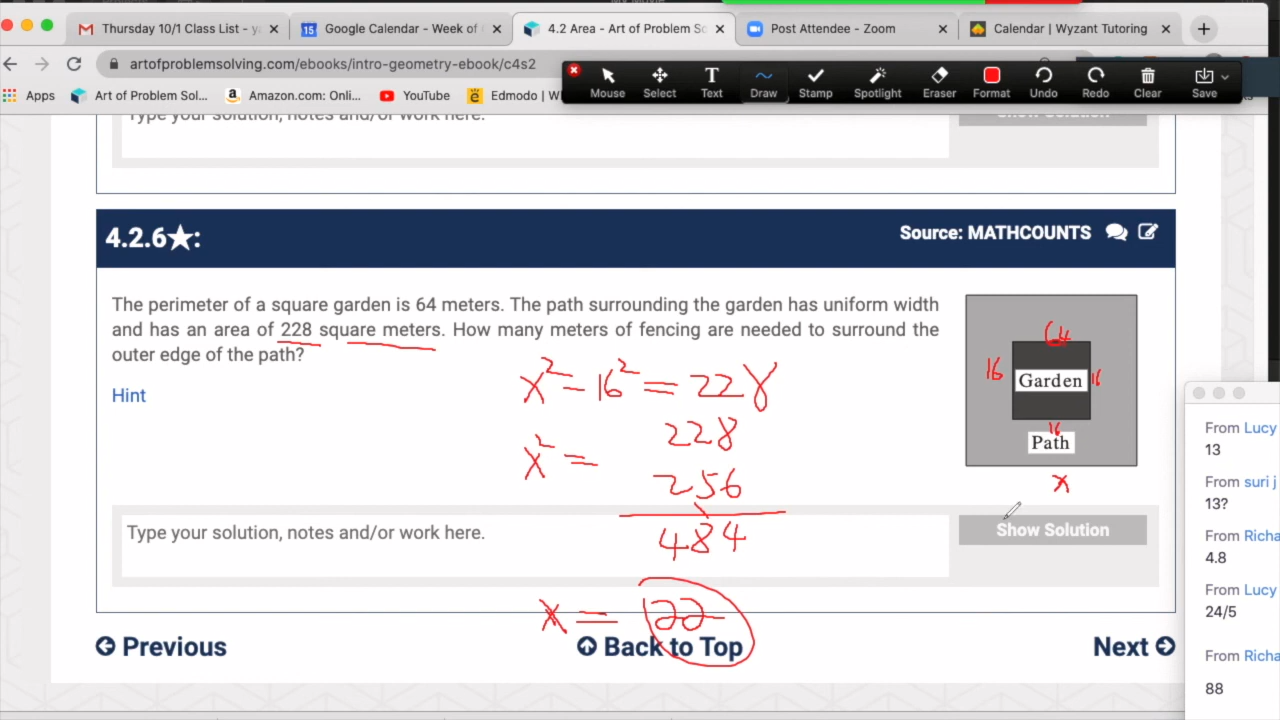 Thursday 10/1 Class List - ya
Google Calendar - Week of
4.2 Area - Art of Problem So
Post Attendee - Zoom
Calendar | Wyzant Tutoring
artofproblemsolving.com/ebooks/intro-geometry-ebook/c4s2
Mouse Select Text Draw Stamp Spotlight Eraser Format Undo Redo Clear Save
Apps Art of Problem Sol... Amazon.com: Onli... YouTube Edmodo | W
Type your solution, notes and/or work here.
Show Solution
4.2.6★: Source: MATHCOUNTS
The perimeter of a square garden is 64 meters. The path surrounding the garden has uniform width
and has an area of 228 square meters. How many meters of fencing are needed to surround the
outer edge of the path?
Hint
x² - 16² = 228
228
x² =
256
484
x = 22
64
16 Garden 16
16
Path
x
Type your solution, notes and/or work here.
Show Solution
Previous Back to Top Next
From Lucy
13
From suri j
13?
From Richa
4.8
From Lucy
24/5
From Richa
88